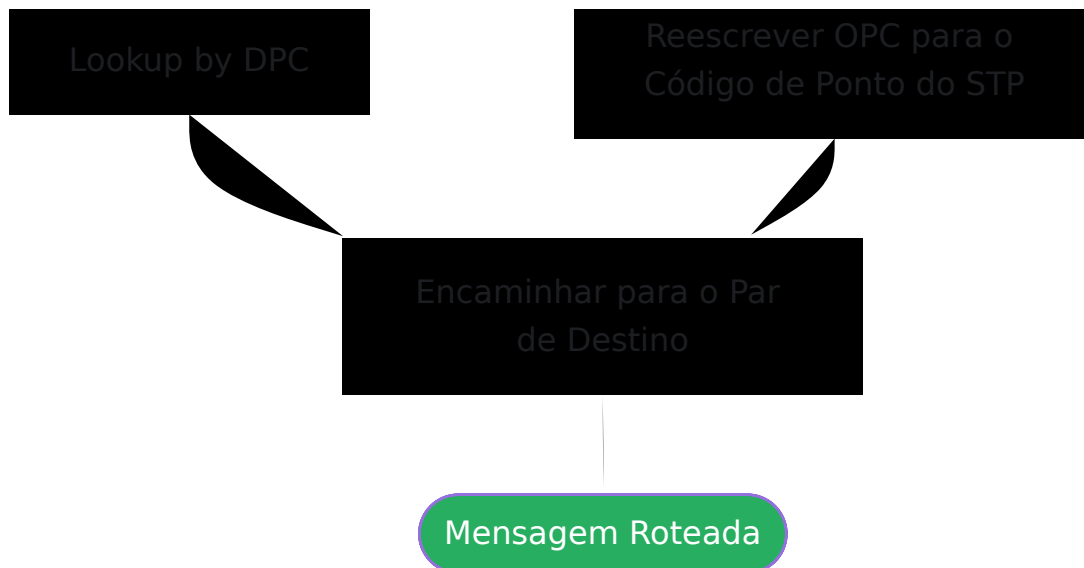 Lookup by DPC
Reescrever OPC para o
Código de Ponto do STP
Encaminhar para o Par
de Destino
Mensagem Roteada